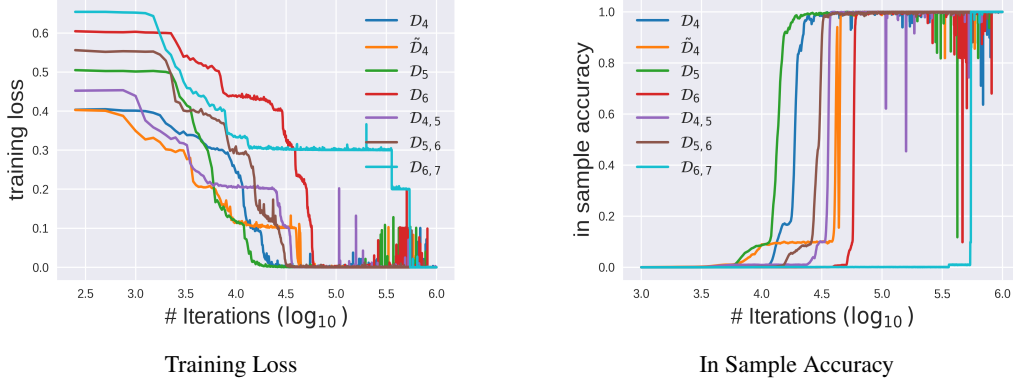 training loss
0.6
0.5
0.4
0.3
0.2
0.1
0.0
2.5 3.0 3.5 4.0 4.5 5.0 5.5 6.0
# Iterations (log₁₀)
𝒟₄
𝒟̃₄
𝒟₅
𝒟₆
𝒟₄,₅
𝒟₅,₆
𝒟₆,₇
Training Loss
in sample accuracy
1.0
0.8
0.6
0.4
0.2
0.0
3.0 3.5 4.0 4.5 5.0 5.5 6.0
# Iterations (log₁₀)
𝒟₄
𝒟̃₄
𝒟₅
𝒟₆
𝒟₄,₅
𝒟₅,₆
𝒟₆,₇
In Sample Accuracy